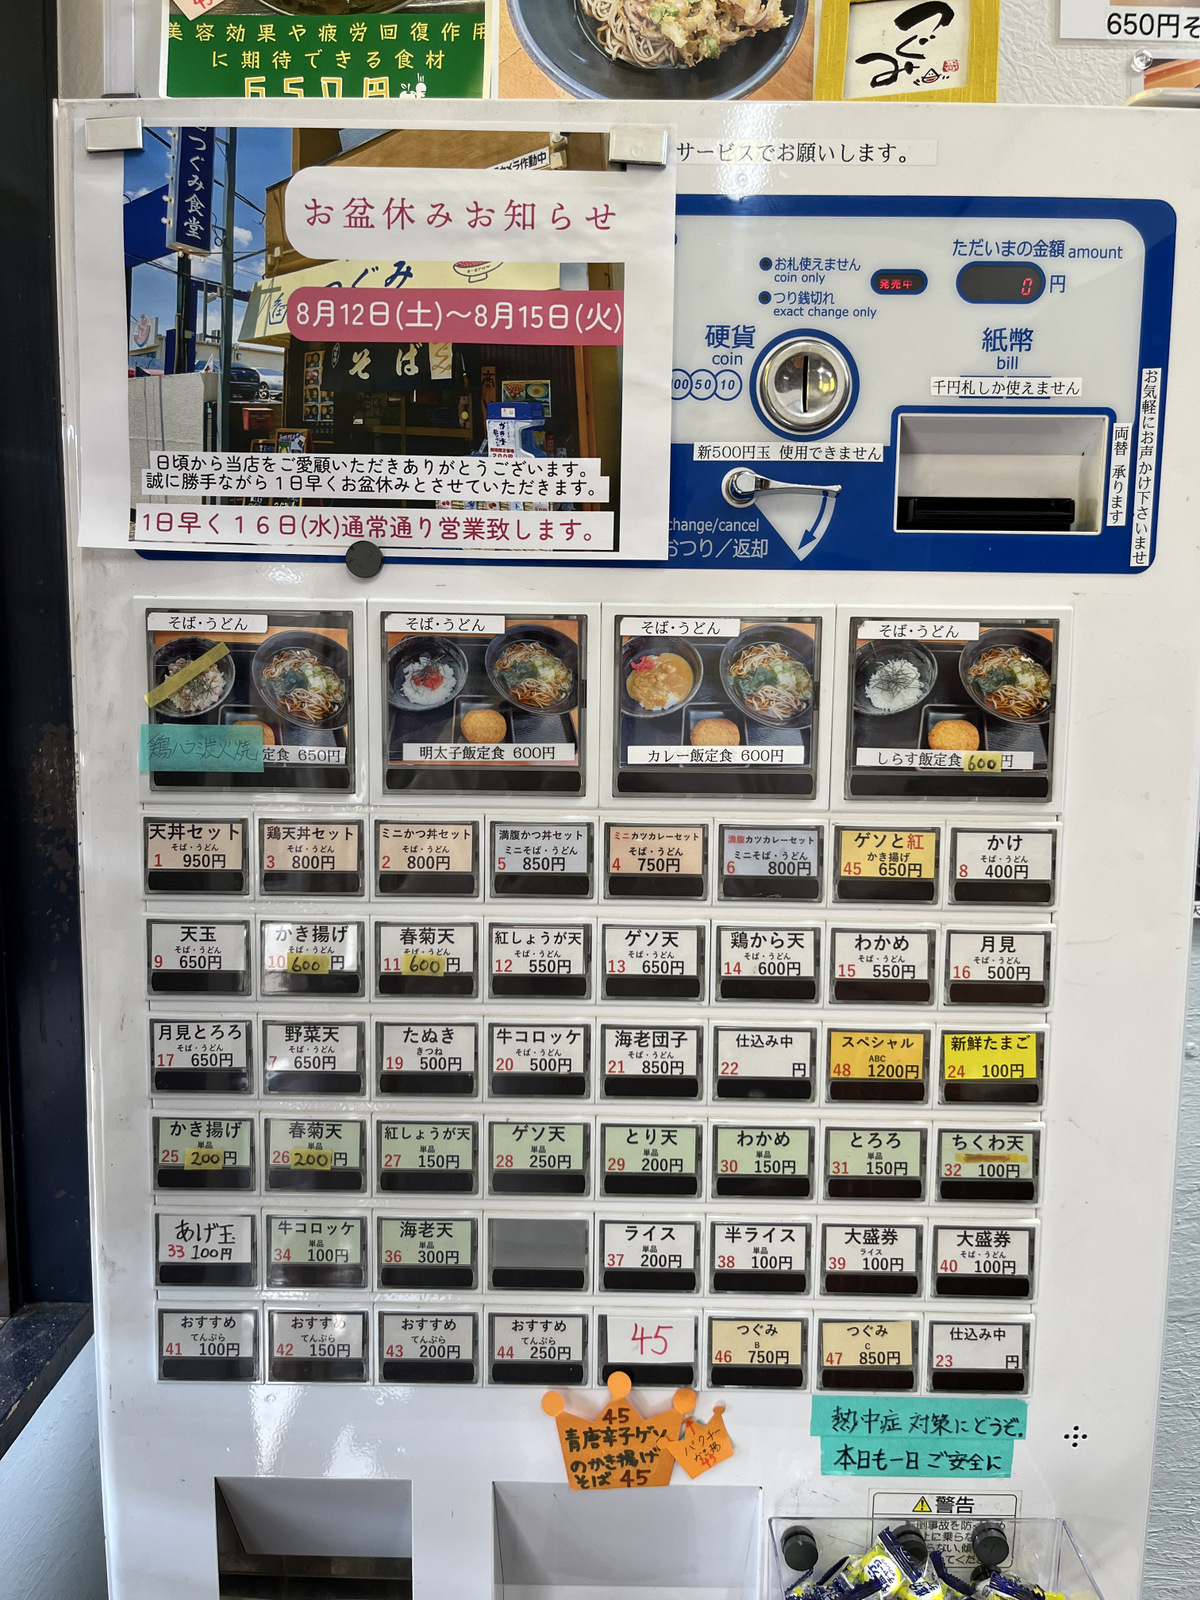 美容効果や疲労回復作用
に期待できる食材
650円
つぐみ
650円そ
サービスでお願いします。
つぐみ食堂
カメラ作動中
お盆休みお知らせ
つぐみ
8月12日(土)〜8月15日(火)
そば
日頃から当店をご愛顧いただきありがとうございます。
誠に勝手ながら1日早くお盆休みとさせていただきます。
1日早く16日(水)通常通り営業致します。
お札使えません
coin only
つり銭切れ
exact change only
発売中
ただいまの金額 amount
0 円
硬貨
coin
50 10
紙幣
bill
千円札しか使えません
新500円玉 使用できません
両替 承ります
お気軽にお声かけ下さいませ
change/cancel
おつり/返却
そば・うどん
鶏ハラミ炭火焼 定食 650円
そば・うどん
明太子飯定食 600円
そば・うどん
カレー飯定食 600円
そば・うどん
しらす飯定食 600円
天丼セット
そば・うどん
1 950円
鶏天丼セット
そば・うどん
3 800円
ミニかつ丼セット
そば・うどん
2 800円
満腹かつ丼セット
ミニそば・うどん
5 850円
ミニカツカレーセット
そば・うどん
4 750円
満腹カツカレーセット
ミニそば・うどん
6 800円
ゲソと紅
かき揚げ
45 650円
かけ
そば・うどん
8 400円
天玉
そば・うどん
9 650円
かき揚げ
そば・うどん
10 600円
春菊天
そば・うどん
11 600円
紅しょうが天
そば・うどん
12 550円
ゲソ天
そば・うどん
13 650円
鶏から天
そば・うどん
14 600円
わかめ
そば・うどん
15 550円
月見
そば・うどん
16 500円
月見とろろ
そば・うどん
17 650円
野菜天
そば・うどん
7 650円
たぬき
きつね
19 500円
牛コロッケ
そば・うどん
20 500円
海老団子
そば・うどん
21 850円
仕込み中
22 円
スペシャル
ABC
48 1200円
新鮮たまご
24 100円
かき揚げ
単品
25 200円
春菊天
単品
26 200円
紅しょうが天
単品
27 150円
ゲソ天
単品
28 250円
とり天
単品
29 200円
わかめ
単品
30 150円
とろろ
単品
31 150円
ちくわ天
32 100円
あげ玉
33 100円
牛コロッケ
単品
34 100円
海老天
単品
36 300円
ライス
単品
37 200円
半ライス
単品
38 100円
大盛券
ライス
39 100円
大盛券
そば・うどん
40 100円
おすすめ
てんぷら
41 100円
おすすめ
てんぷら
42 150円
おすすめ
てんぷら
43 200円
おすすめ
てんぷら
44 250円
45
つぐみ
B
46 750円
つぐみ
C
47 850円
仕込み中
23 円
45
青唐辛子ゲソ
のかき揚げ
そば 45
パクチー
45
熱中症 対策にどうぞ.
本日も一日 ご安全に
警告